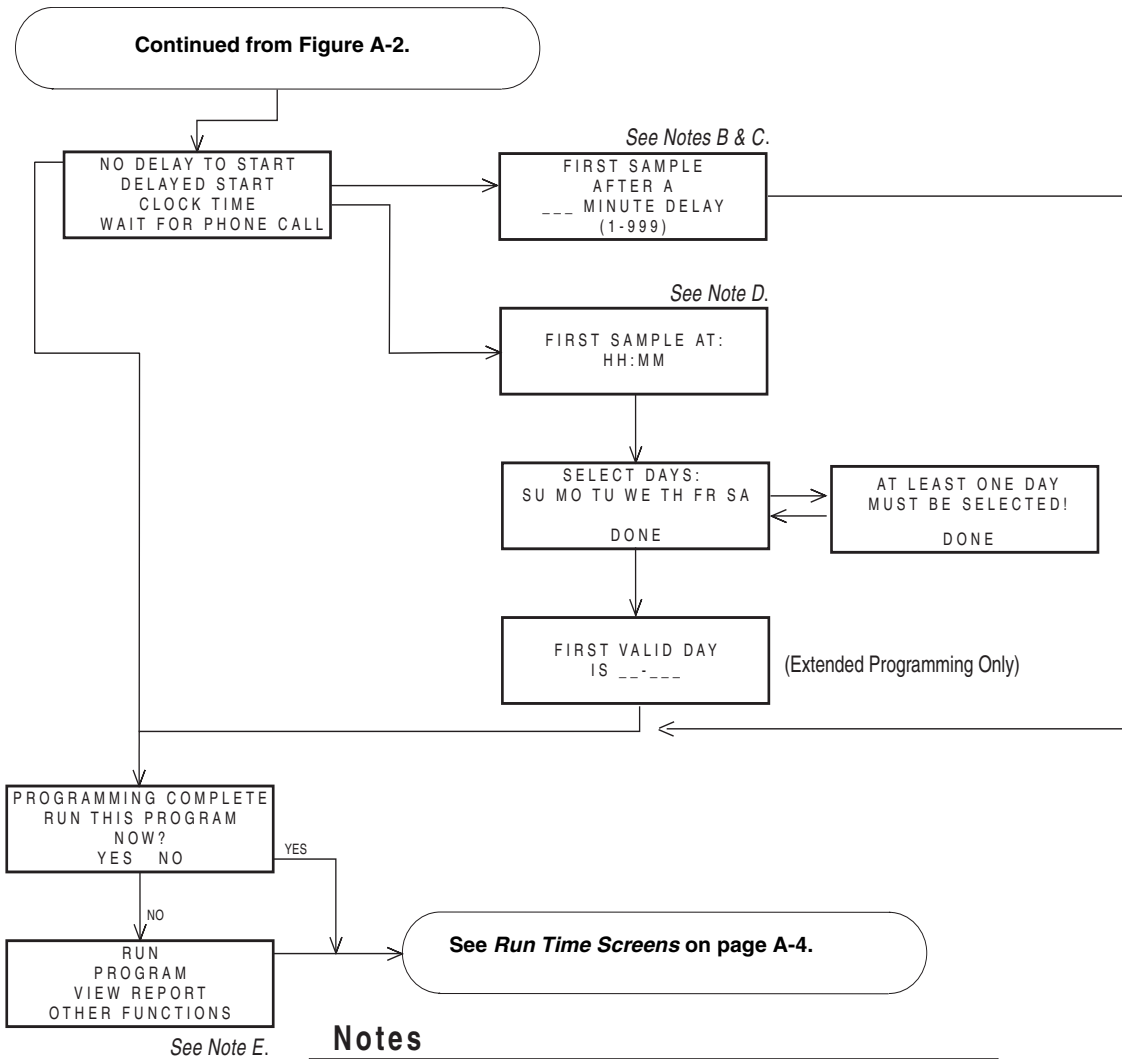 Continued from Figure A-2.
NO DELAY TO START
DELAYED START
CLOCK TIME
WAIT FOR PHONE CALL
See Notes B & C.
FIRST SAMPLE
AFTER A
___ MINUTE DELAY
(1-999)
See Note D.
FIRST SAMPLE AT:
HH:MM
SELECT DAYS:
SU MO TU WE TH FR SA
DONE
AT LEAST ONE DAY
MUST BE SELECTED!
DONE
FIRST VALID DAY
IS __-___
(Extended Programming Only)
PROGRAMMING COMPLETE
RUN THIS PROGRAM
NOW?
YES NO
YES
NO
RUN
PROGRAM
VIEW REPORT
OTHER FUNCTIONS
See Run Time Screens on page A-4.
See Note E.
Notes